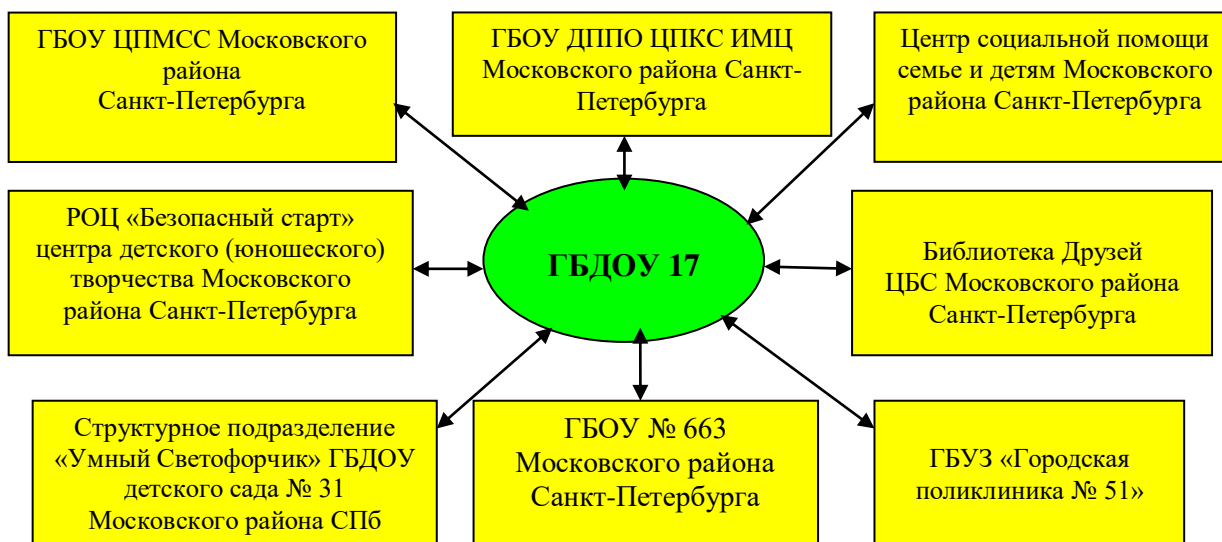 ГБОУ ЦПМСС Московского
района
Санкт-Петербурга
ГБОУ ДППО ЦПКС ИМЦ
Московского района Санкт-
Петербурга
Центр социальной помощи
семье и детям Московского
района Санкт-Петербурга
РОЦ «Безопасный старт»
центра детского (юношеского)
творчества Московского
района Санкт-Петербурга
ГБДОУ 17
Библиотека Друзей
ЦБС Московского района
Санкт-Петербурга
Структурное подразделение
«Умный Светофорчик» ГБДОУ
детского сада № 31
Московского района СПб
ГБОУ № 663
Московского района
Санкт-Петербурга
ГБУЗ «Городская
поликлиника № 51»